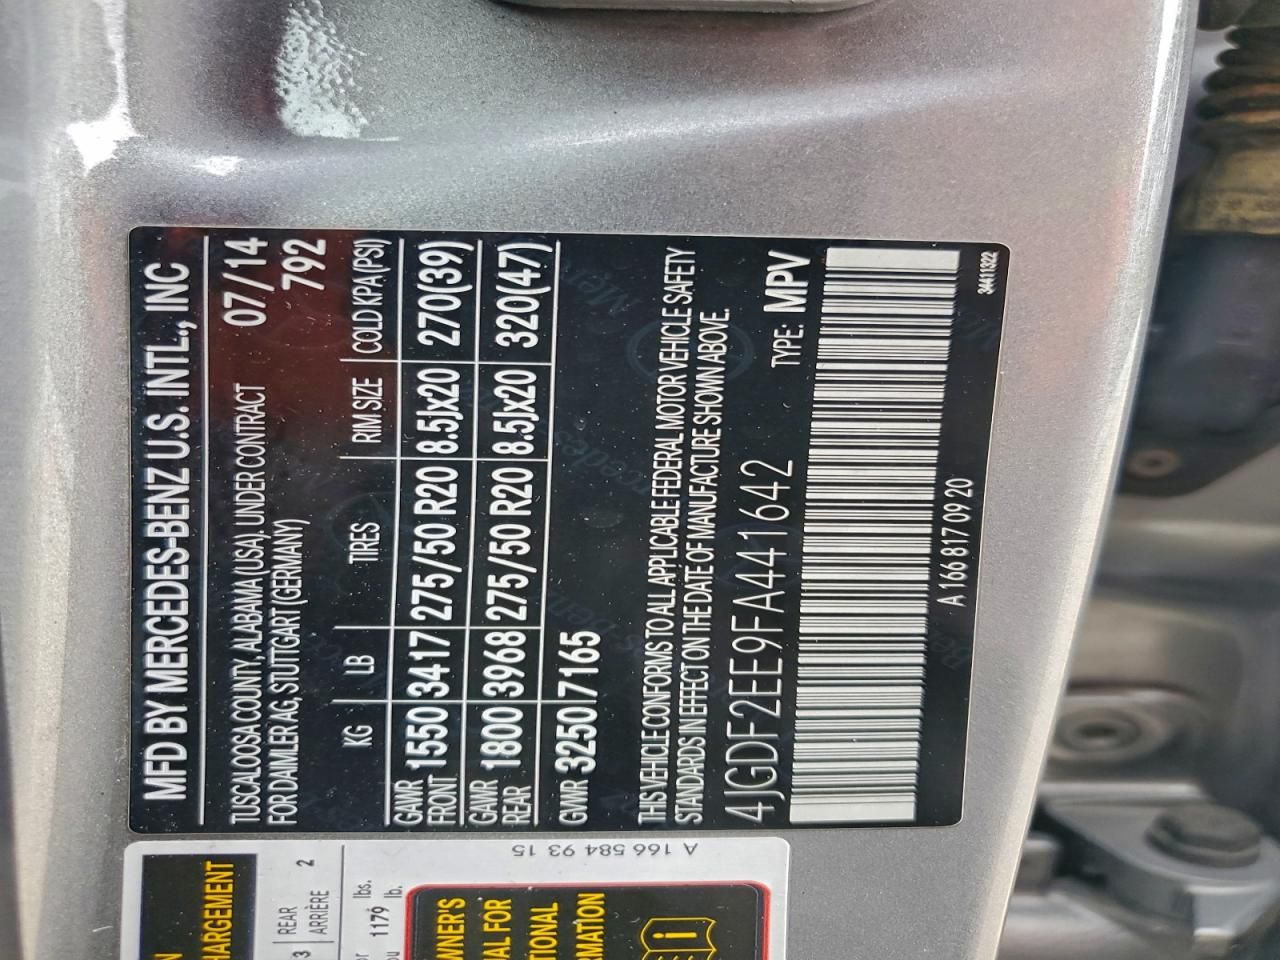 MFD BY MERCEDES-BENZ U.S. INTL., INC
TUSCALOOSA COUNTY, ALABAMA (USA), UNDER CONTRACT 07/14
FOR DAIMLER AG, STUTTGART (GERMANY) 792
KG LB TIRES RIM SIZE COLD KPA (PSI)
GAWR FRONT 1550 3417 275/50 R20 8.5Jx20 270(39)
GAWR REAR 1800 3968 275/50 R20 8.5Jx20 320(47)
GWR 3250 7165
THIS VEHICLE CONFORMS TO ALL APPLICABLE FEDERAL MOTOR VEHICLE SAFETY
STANDARDS IN EFFECT ON THE DATE OF MANUFACTURE SHOWN ABOVE.
4JGDF2EE9FA441642 TYPE: MPV
A 166 817 09 20
34411322
HARGEMENT
3 REAR
ARRIÈRE 2
1179 lbs.
lb.
WNER'S
AL FOR
TIONAL
RMATION
i
A 166 584 93 15